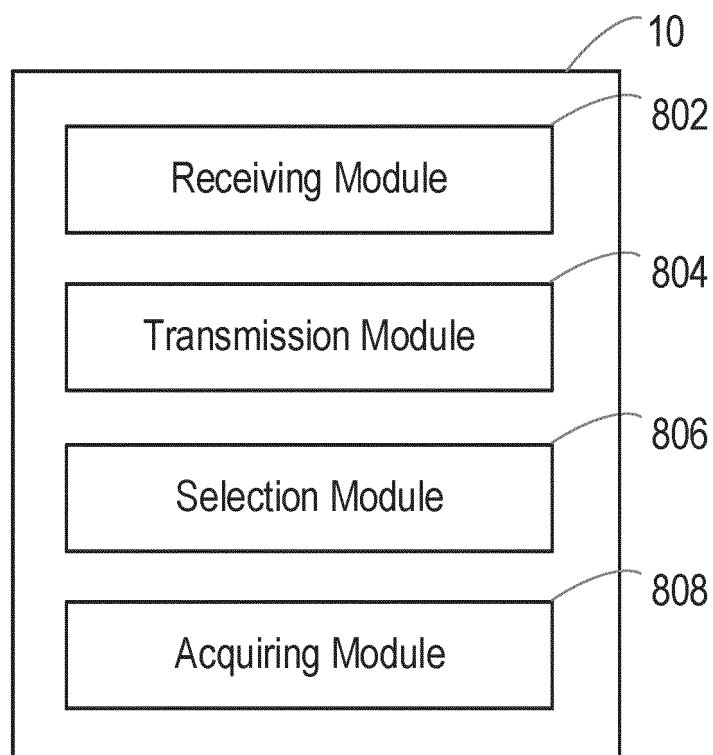 10
802
Receiving Module
804
Transmission Module
806
Selection Module
808
Acquiring Module